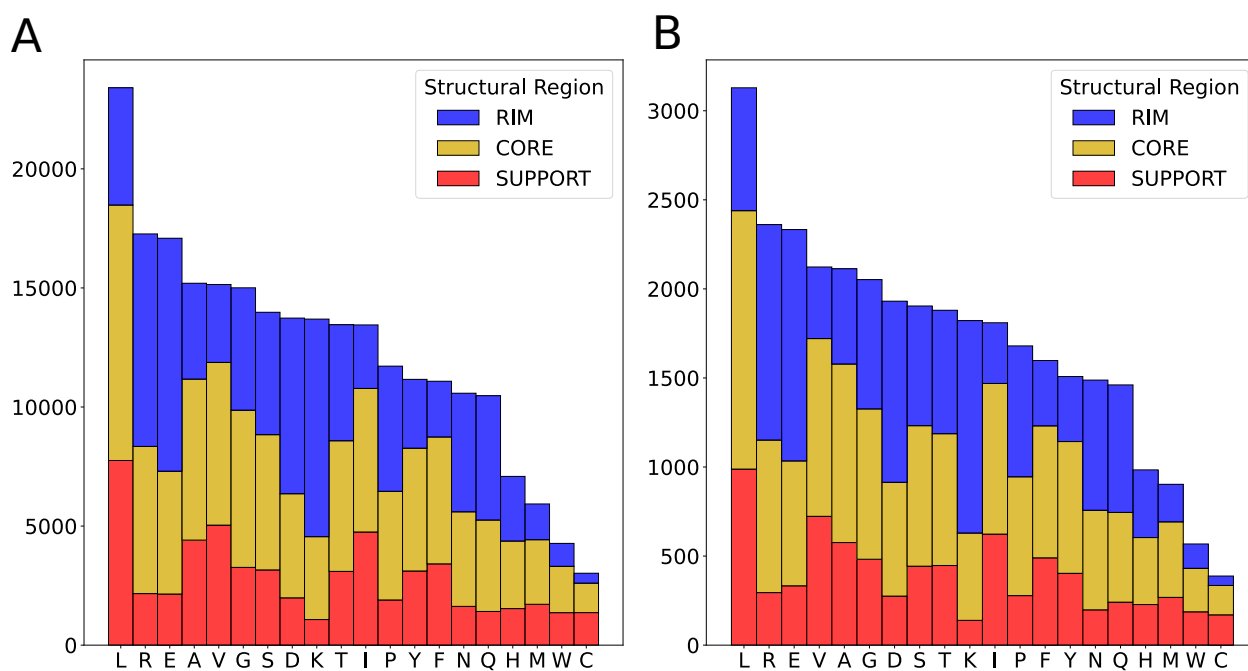 A
Structural Region
RIM
CORE
SUPPORT
20000
15000
10000
5000
0
L R E A V G S D K T I P Y F N Q H M W C
B
Structural Region
RIM
CORE
SUPPORT
3000
2500
2000
1500
1000
500
0
L R E V A G D S T K I P F Y N Q H M W C